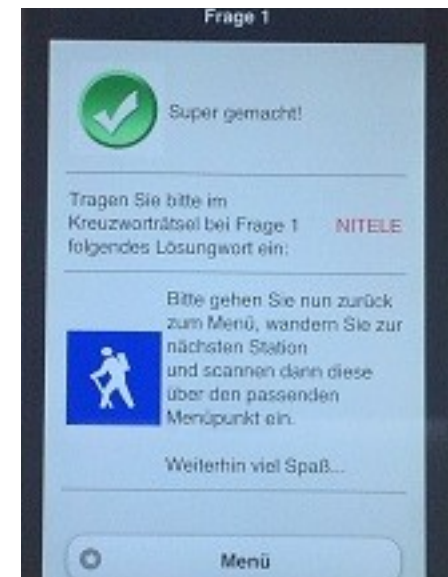 Frage 1
Super gemacht!
Tragen Sie bitte im
Kreuzworträtsel bei Frage 1
folgendes Lösungwort ein:
NITELE
Bitte gehen Sie nun zurück
zum Menü, wandern Sie zur
nächsten Station
und scannen dann diese
über den passenden
Menüpunkt ein.
Weiterhin viel Spaß...
Menü